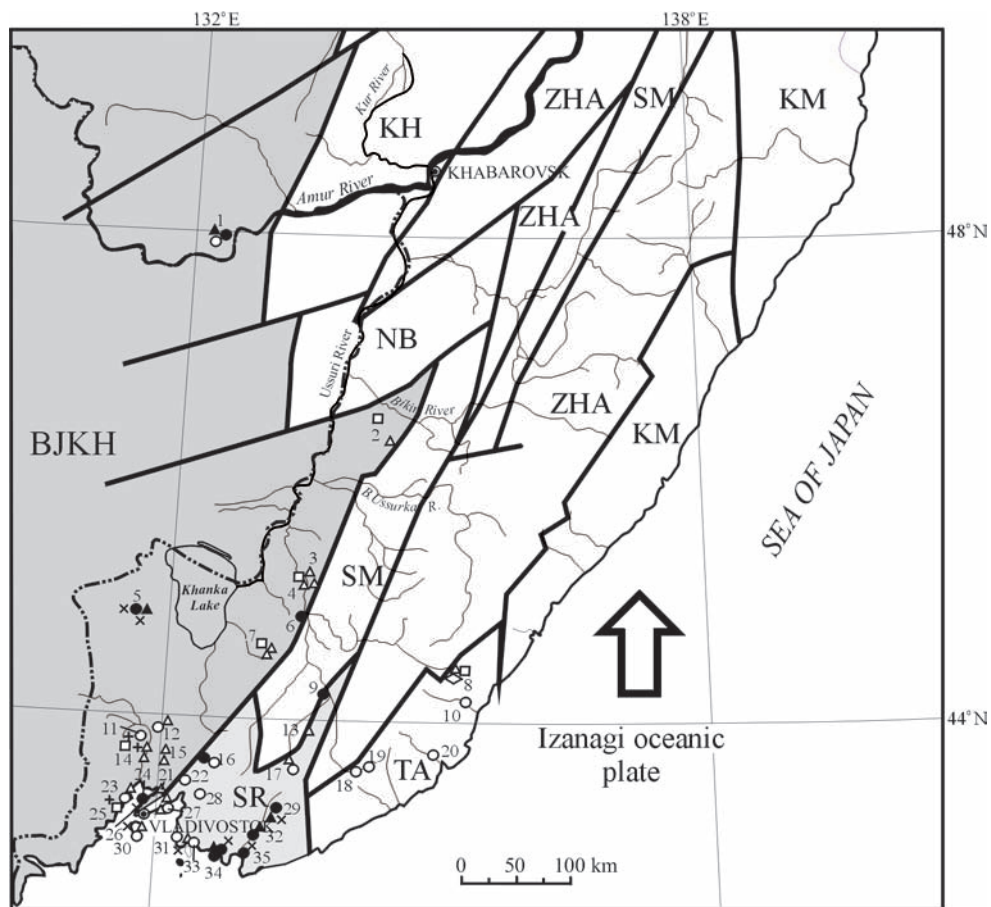 132°E
138°E
Kur River
ZHA
SM
KM
KH
KHABAROVSK
Amur River
ZHA
1
48°N
NB
Ussuri River
Bikin River
ZHA
2
KM
BJKH
SEA OF JAPAN
B.Ussurka R.
SM
3
Khanka
Lake
4
5
6
7
8
9
10
44°N
11
12
13
Izanagi oceanic
plate
14
15
16
17
18
19
20
TA
24
21
22
23
SR
28
29
25
27
VLADIVOSTOK
26
32
30
31
33
34
35
0
50
100 km